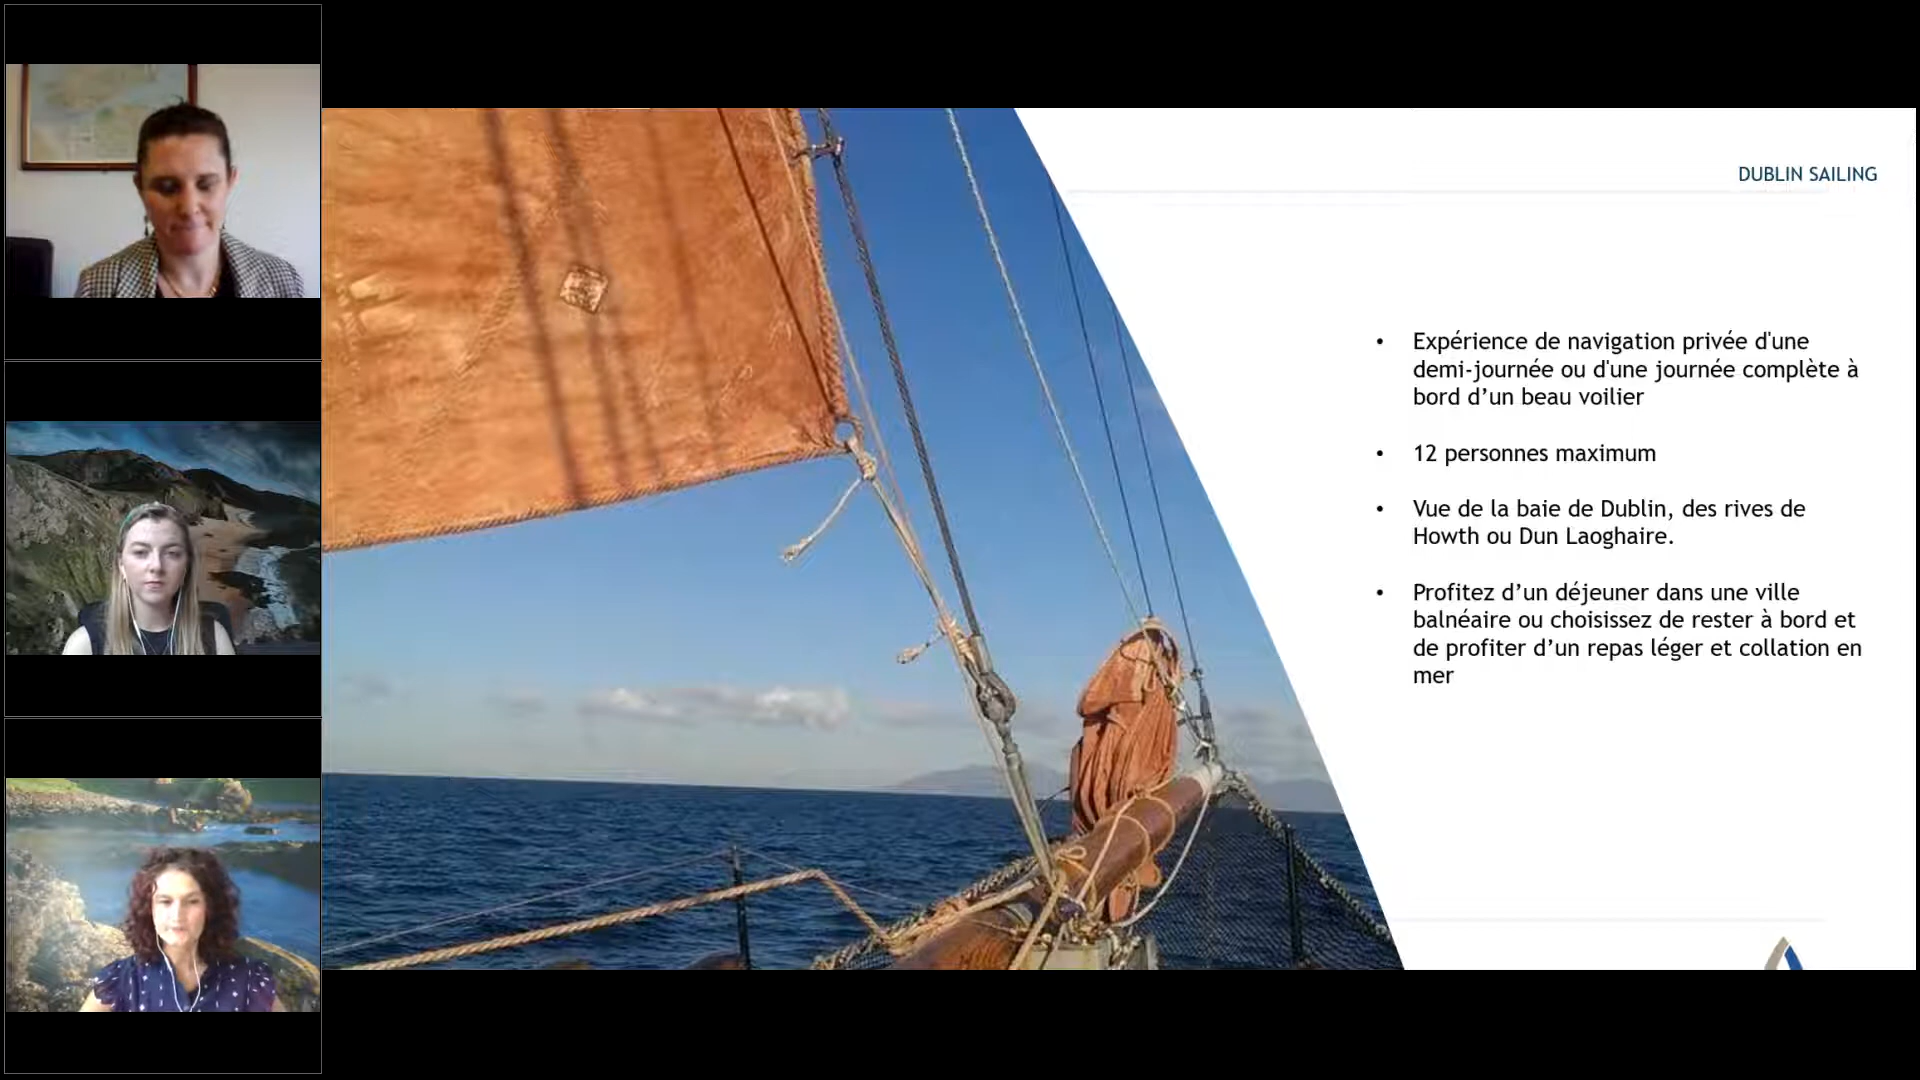 DUBLIN SAILING
• Expérience de navigation privée d'une
demi-journée ou d'une journée complète à
bord d’un beau voilier
• 12 personnes maximum
• Vue de la baie de Dublin, des rives de
Howth ou Dun Laoghaire.
• Profitez d’un déjeuner dans une ville
balnéaire ou choisissez de rester à bord et
de profiter d’un repas léger et collation en
mer